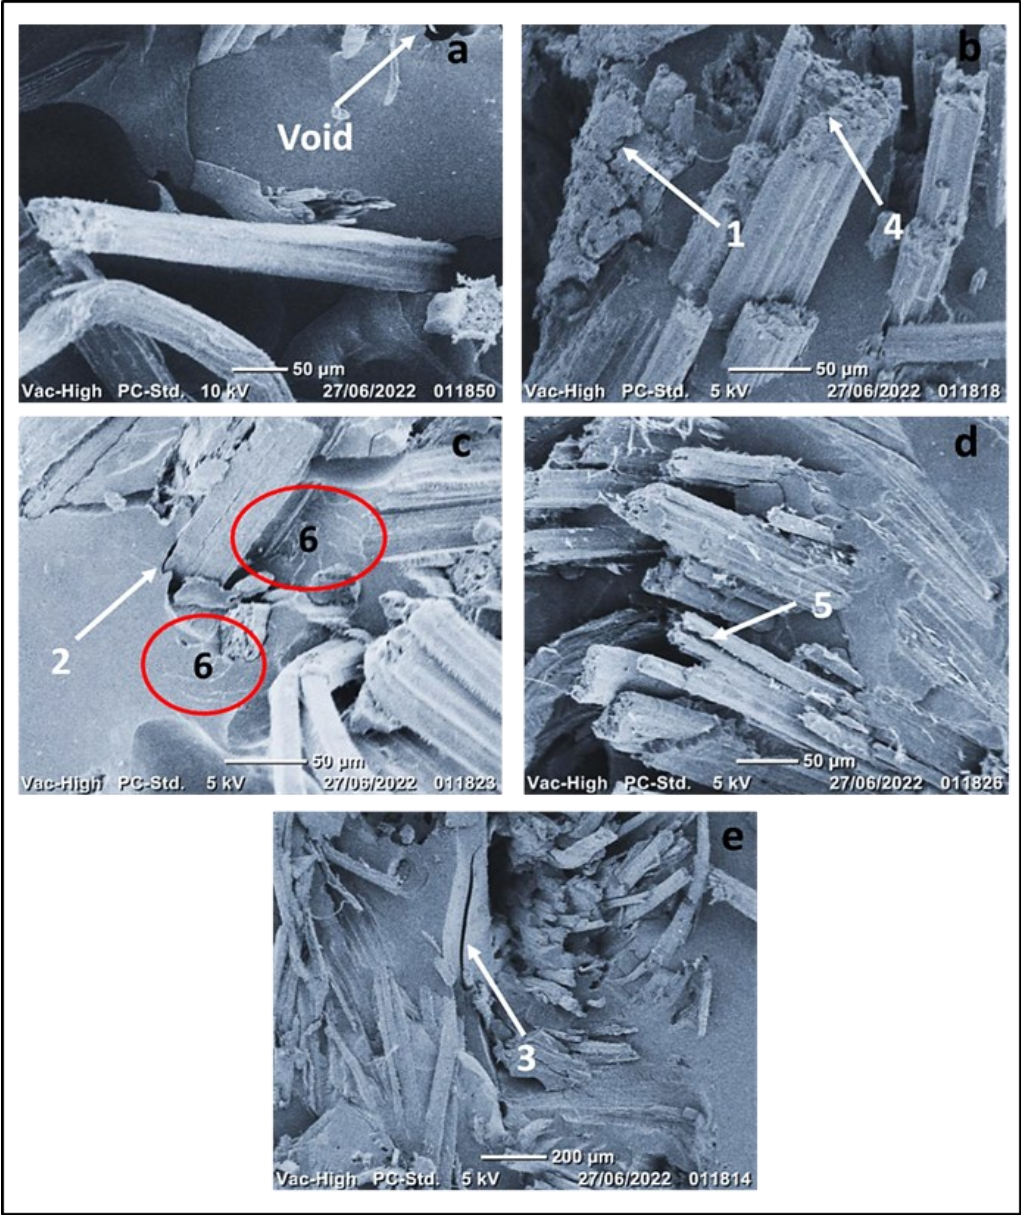 a
Void
50 µm
Vac-High PC-Std. 10 kV 27/06/2022 011850
b
1
4
50 µm
Vac-High PC-Std. 5 kV 27/06/2022 011818
c
6
2
6
50 µm
Vac-High PC-Std. 5 kV 27/06/2022 011823
d
5
50 µm
Vac-High PC-Std. 5 kV 27/06/2022 011826
e
3
200 µm
Vac-High PC-Std. 5 kV 27/06/2022 011814